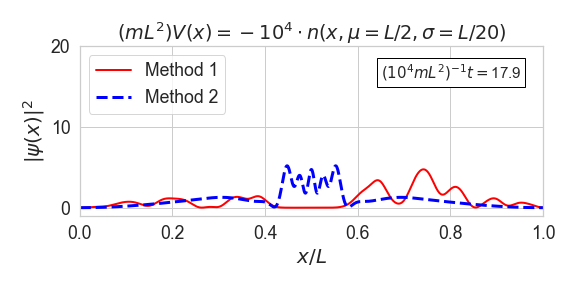 (mL²)V(x) = −10⁴ · n(x, μ = L/2, σ = L/20)
20
10
0
|ψ(x)|²
Method 1
Method 2
(10⁴mL²)⁻¹t = 17.9
0.0 0.2 0.4 0.6 0.8 1.0
x/L